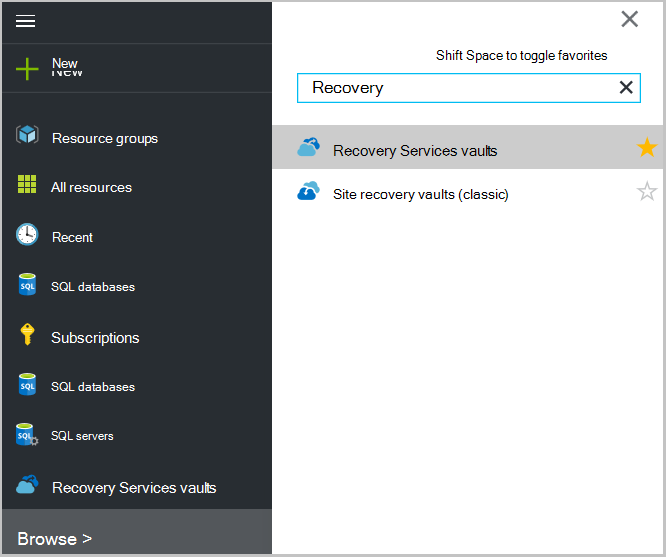 New
New
Resource groups
All resources
Recent
SQL
SQL databases
Subscriptions
SQL
SQL databases
SQL
SQL servers
Recovery Services vaults
Browse >
Shift Space to toggle favorites
Recovery
Recovery Services vaults
Site recovery vaults (classic)